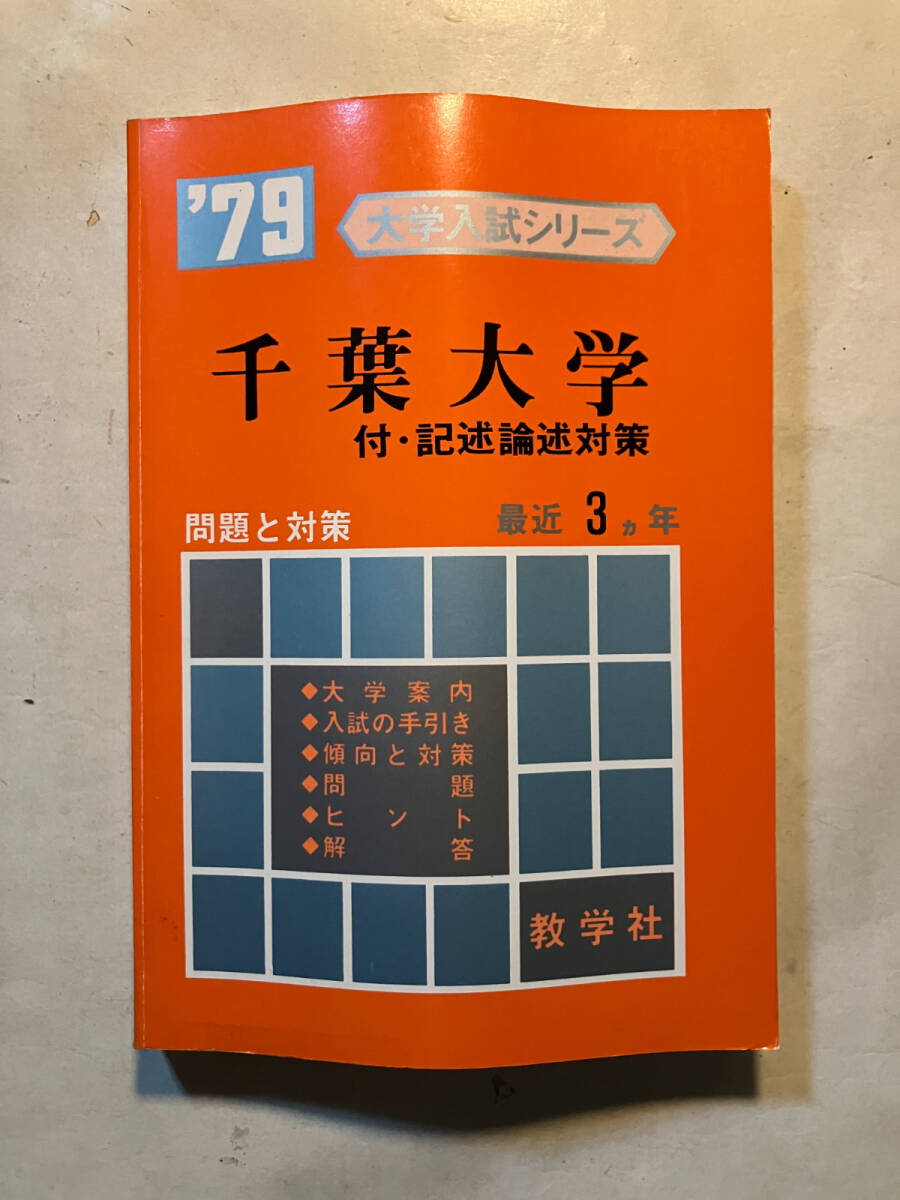 '79
大学入試シリーズ
千葉大学
付・記述論述対策
問題と対策
最近 3ヵ年
◆大学案内
◆入試の手引き
◆傾向と対策
◆問題
◆ヒント
◆解答
教学社